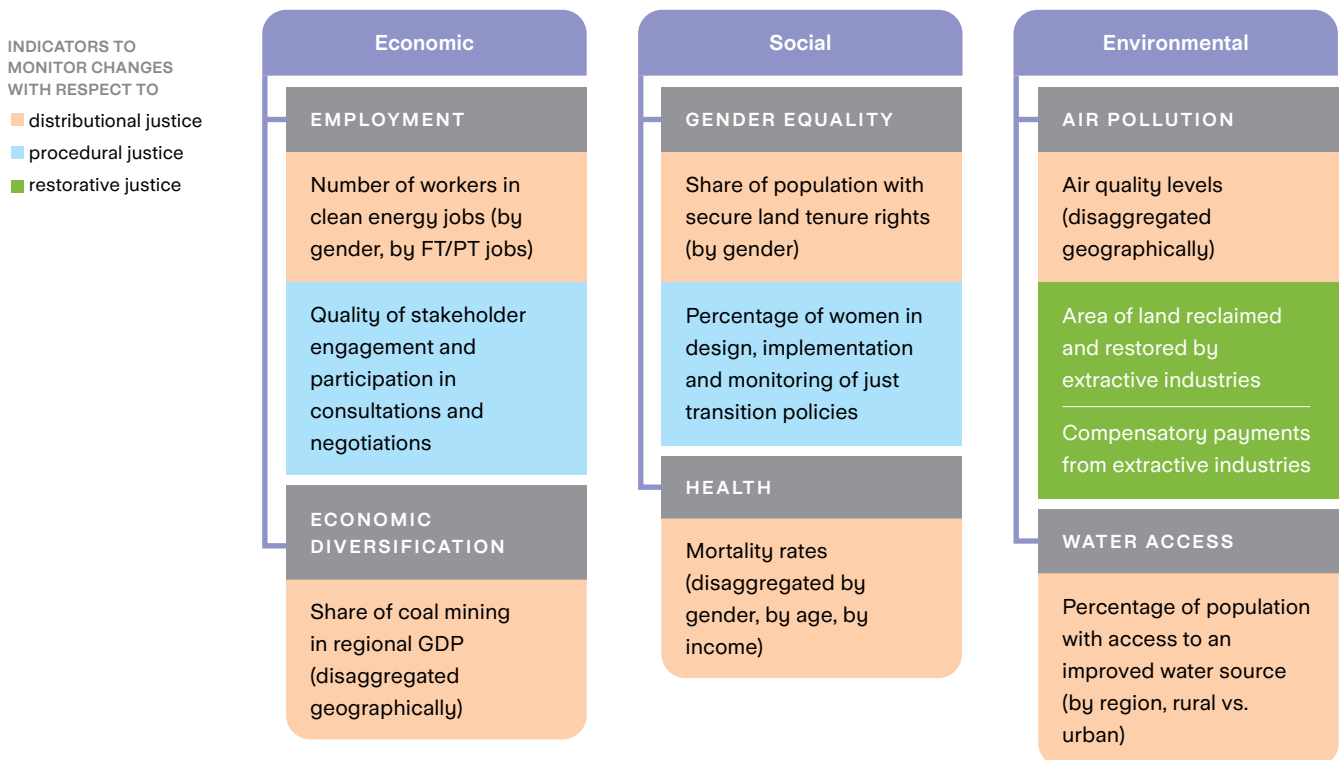 INDICATORS TO
MONITOR CHANGES
WITH RESPECT TO
distributional justice
procedural justice
restorative justice
Economic
EMPLOYMENT
Number of workers in
clean energy jobs (by
gender, by FT/PT jobs)
Quality of stakeholder
engagement and
participation in
consultations and
negotiations
ECONOMIC
DIVERSIFICATION
Share of coal mining
in regional GDP
(disaggregated
geographically)
Social
GENDER EQUALITY
Share of population with
secure land tenure rights
(by gender)
Percentage of women in
design, implementation
and monitoring of just
transition policies
HEALTH
Mortality rates
(disaggregated by
gender, by age, by
income)
Environmental
AIR POLLUTION
Air quality levels
(disaggregated
geographically)
Area of land reclaimed
and restored by
extractive industries
Compensatory payments
from extractive industries
WATER ACCESS
Percentage of population
with access to an
improved water source
(by region, rural vs.
urban)